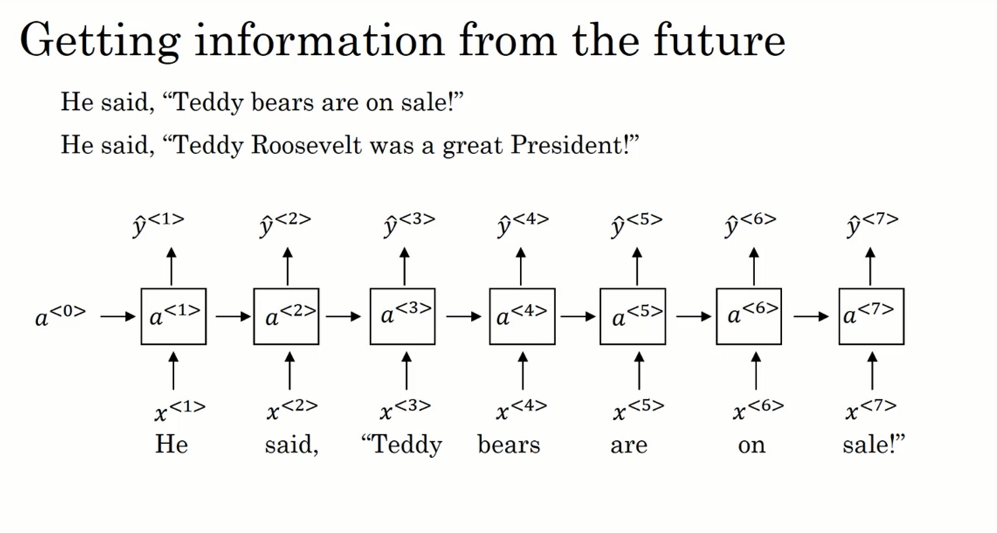 Getting information from the future
He said, “Teddy bears are on sale!”
He said, “Teddy Roosevelt was a great President!”
ŷ<1> ŷ<2> ŷ<3> ŷ<4> ŷ<5> ŷ<6> ŷ<7>
a<0> a<1> a<2> a<3> a<4> a<5> a<6> a<7>
x<1> x<2> x<3> x<4> x<5> x<6> x<7>
He said, “Teddy bears are on sale!”